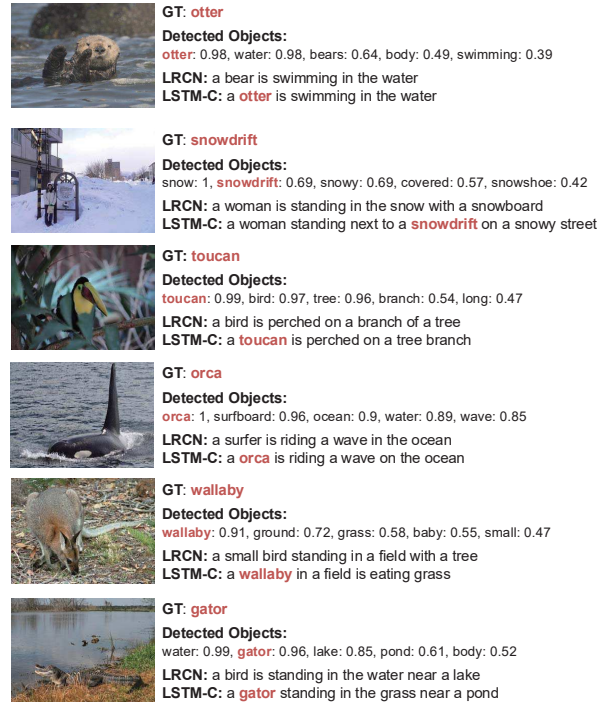 GT: otter
Detected Objects:
otter: 0.98, water: 0.98, bears: 0.64, body: 0.49, swimming: 0.39
LRCN: a bear is swimming in the water
LSTM-C: a otter is swimming in the water
GT: snowdrift
Detected Objects:
snow: 1, snowdrift: 0.69, snowy: 0.69, covered: 0.57, snowshoe: 0.42
LRCN: a woman is standing in the snow with a snowboard
LSTM-C: a woman standing next to a snowdrift on a snowy street
GT: toucan
Detected Objects:
toucan: 0.99, bird: 0.97, tree: 0.96, branch: 0.54, long: 0.47
LRCN: a bird is perched on a branch of a tree
LSTM-C: a toucan is perched on a tree branch
GT: orca
Detected Objects:
orca: 1, surfboard: 0.96, ocean: 0.9, water: 0.89, wave: 0.85
LRCN: a surfer is riding a wave in the ocean
LSTM-C: a orca is riding a wave on the ocean
GT: wallaby
Detected Objects:
wallaby: 0.91, ground: 0.72, grass: 0.58, baby: 0.55, small: 0.47
LRCN: a small bird standing in a field with a tree
LSTM-C: a wallaby in a field is eating grass
GT: gator
Detected Objects:
water: 0.99, gator: 0.96, lake: 0.85, pond: 0.61, body: 0.52
LRCN: a bird is standing in the water near a lake
LSTM-C: a gator standing in the grass near a pond